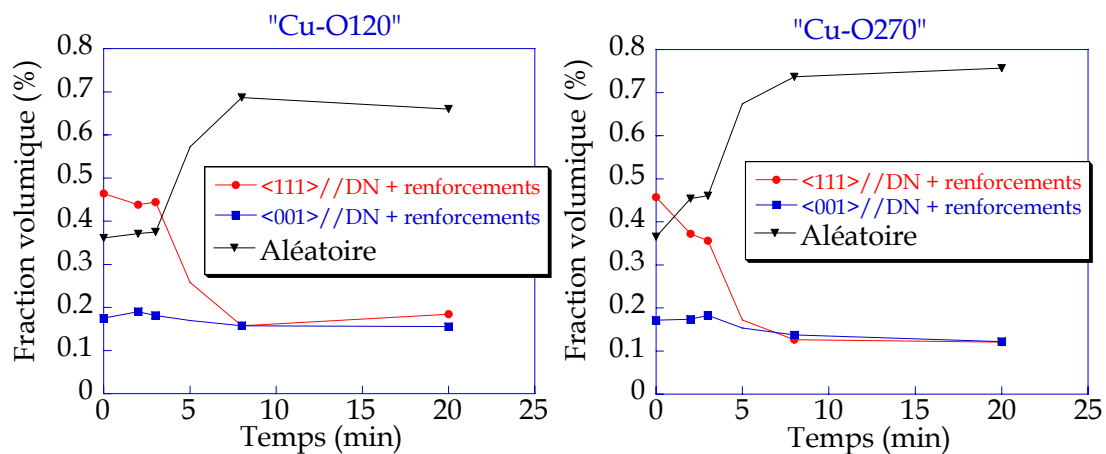 "Cu-O120"
Fraction volumique (%)
0.8
0.7
0.6
0.5
0.4
0.3
0.2
0.1
0
<111>//DN + renforcements
<001>//DN + renforcements
Aléatoire
0 5 10 15 20 25
Temps (min)
"Cu-O270"
Fraction volumique (%)
0.8
0.7
0.6
0.5
0.4
0.3
0.2
0.1
0
<111>//DN + renforcements
<001>//DN + renforcements
Aléatoire
0 5 10 15 20 25
Temps (min)